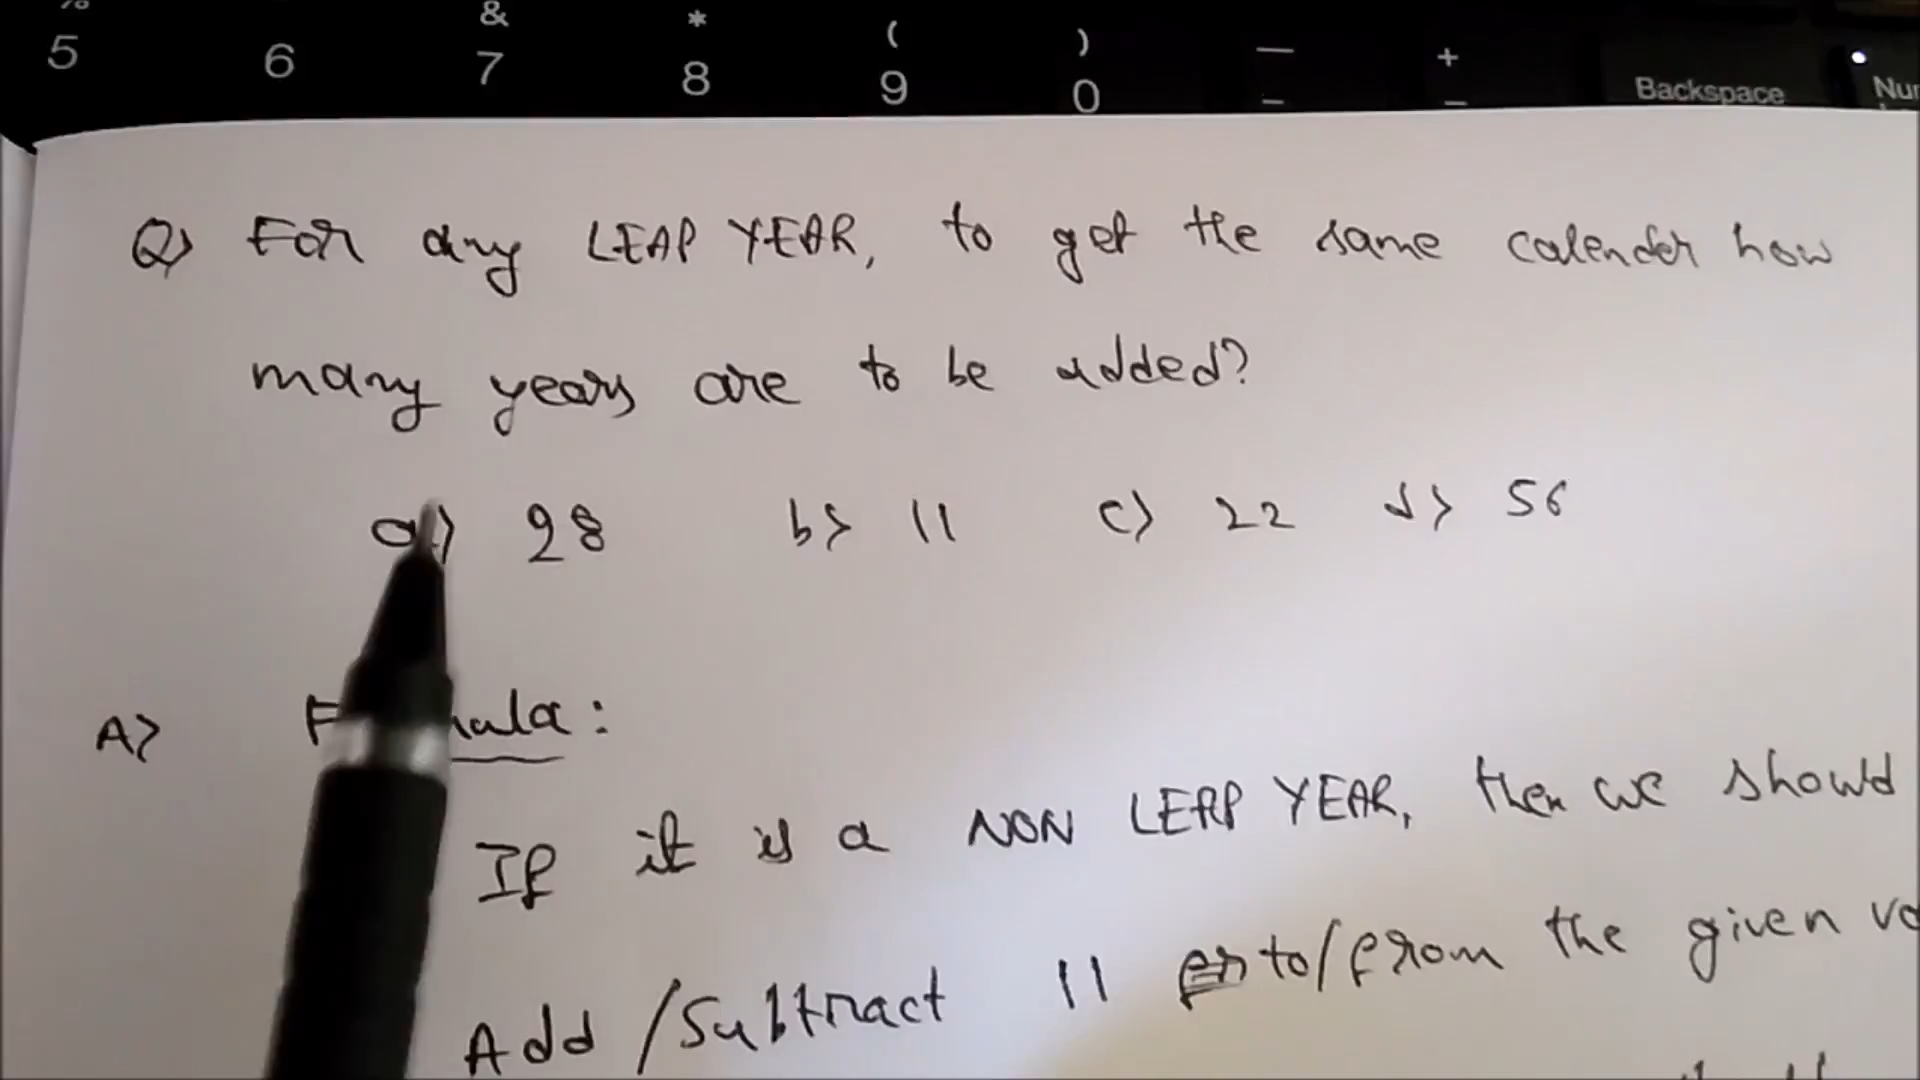 5 6 & 7 * 8 ( 9 ) 0 — - + = Backspace
Q> For any LEAP YEAR, to get the same calender how
many years are to be added?
a) 28 b> 11 c) 22 d> 56
A>
If it is a NON LEAP YEAR, then we should
Add /Subtract 11 to/from the given